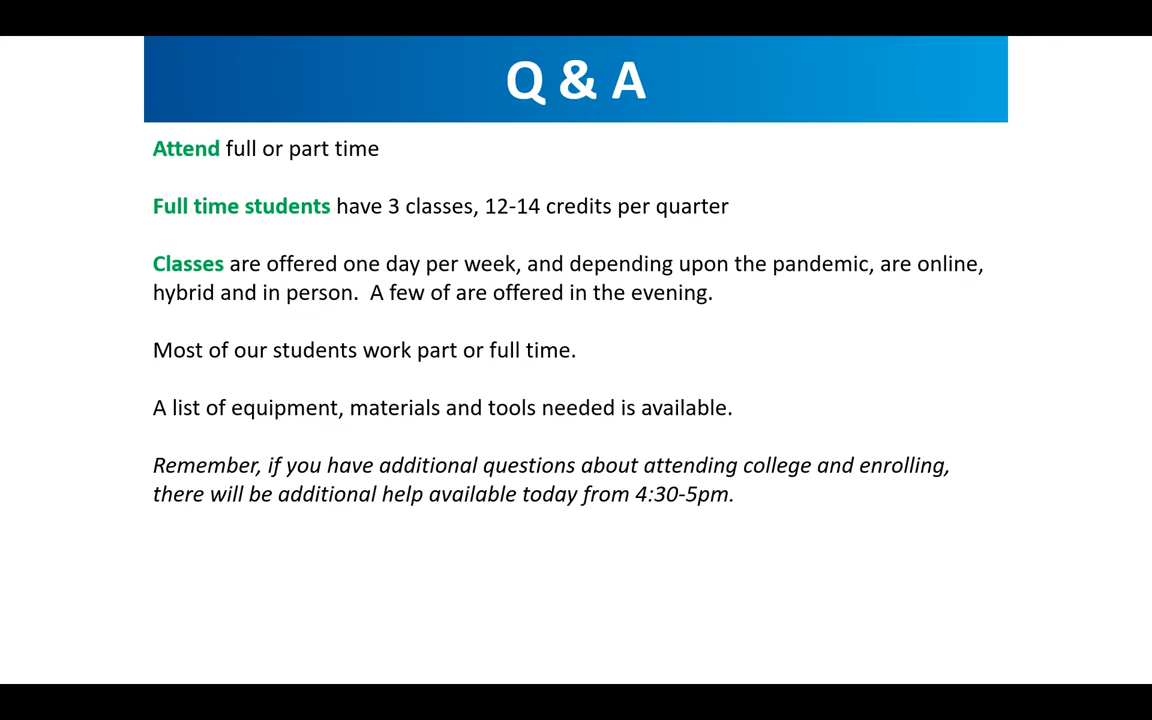 Q & A
Attend full or part time
Full time students have 3 classes, 12-14 credits per quarter
Classes are offered one day per week, and depending upon the pandemic, are online,
hybrid and in person.  A few of are offered in the evening.
Most of our students work part or full time.
A list of equipment, materials and tools needed is available.
Remember, if you have additional questions about attending college and enrolling,
there will be additional help available today from 4:30-5pm.